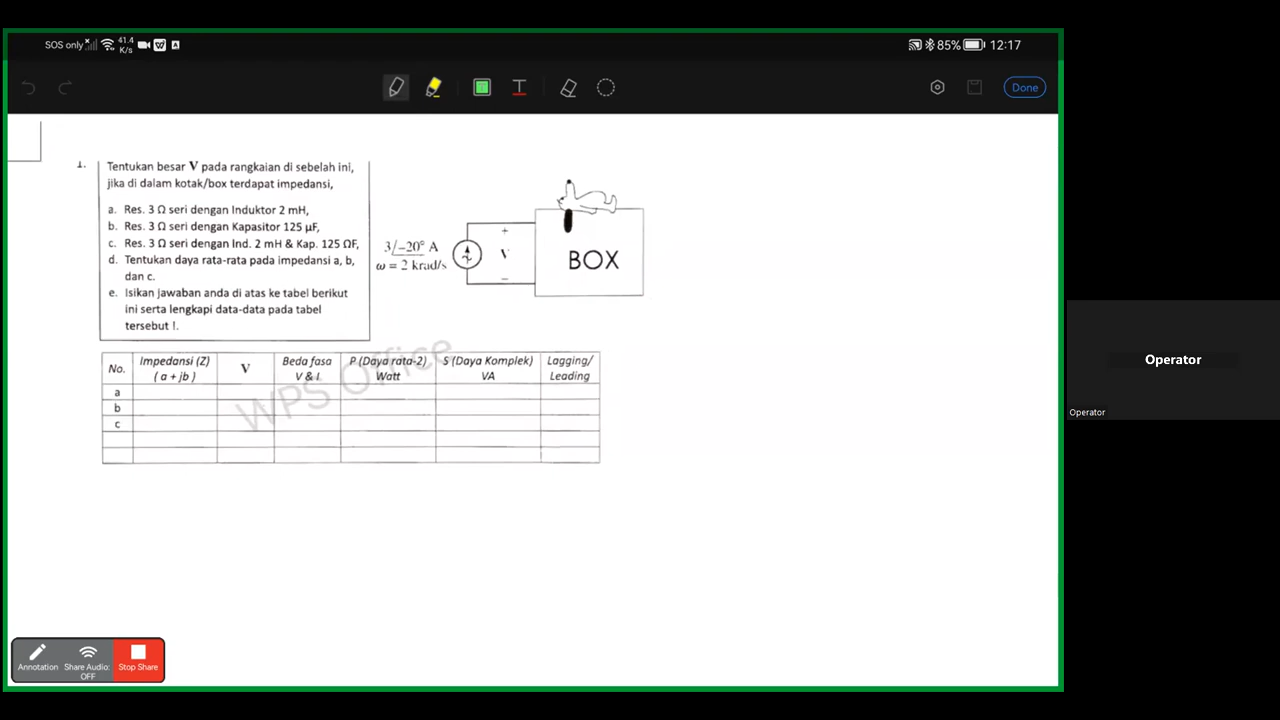 SOS only
41.4
K/s
85%
12:17
T
Done
1.
Tentukan besar V pada rangkaian di sebelah ini,
jika di dalam kotak/box terdapat impedansi,
a. Res. 3 Ω seri dengan Induktor 2 mH,
b. Res. 3 Ω seri dengan Kapasitor 125 µF,
c. Res. 3 Ω seri dengan Ind. 2 mH & Kap. 125 ΩF,
d. Tentukan daya rata-rata pada impedansi a, b,
dan c.
e. Isikan jawaban anda di atas ke tabel berikut
ini serta lengkapi data-data pada tabel
tersebut !.
3/–20° A
ω = 2 krad/s
+
V
–
BOX
No. Impedansi (Z) ( a + jb ) V Beda fasa V & I P (Daya rata-2) Watt S (Daya Komplek) VA Lagging/ Leading
a
b
c
WPS Office
Annotation
Share Audio: OFF
Stop Share
Operator
Operator